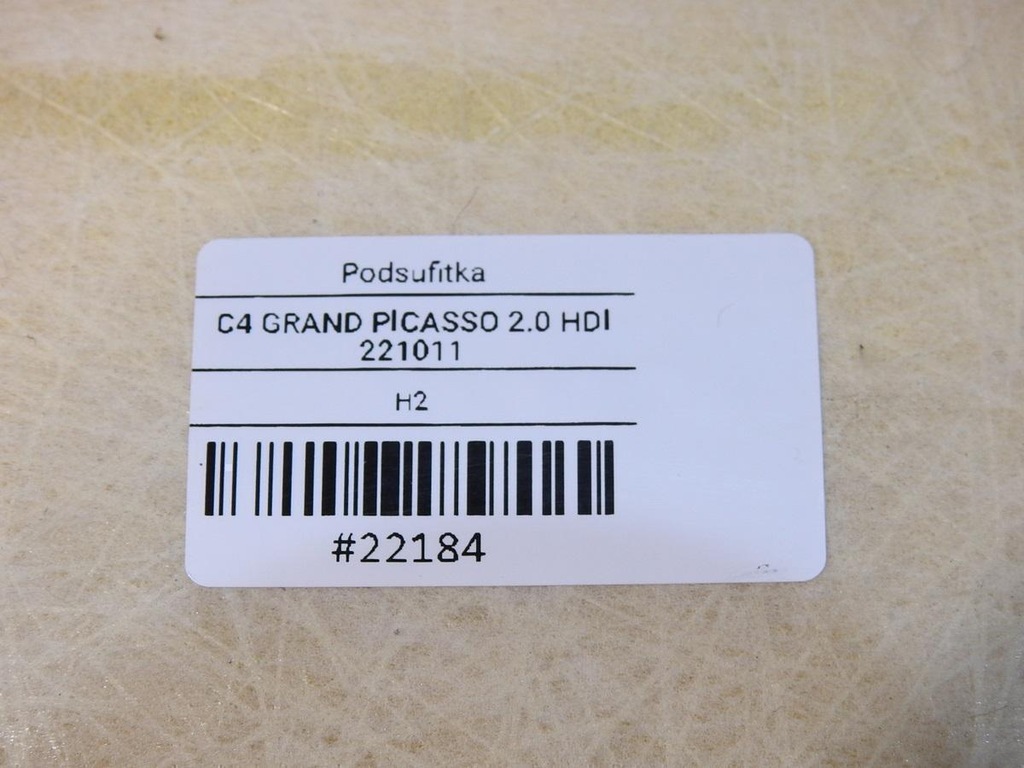 Podsufitka
C4 GRAND PICASSO 2.0 HDI
221011
H2
#22184